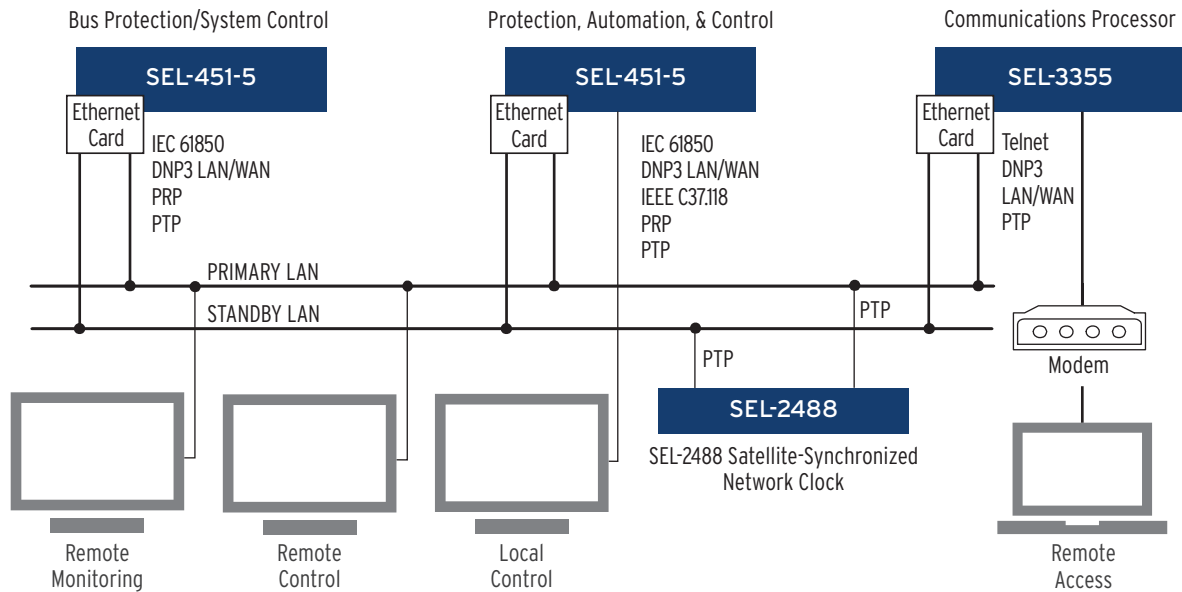 Bus Protection/System Control
SEL-451-5
Ethernet
Card
IEC 61850
DNP3 LAN/WAN
PRP
PTP
Protection, Automation, & Control
SEL-451-5
Ethernet
Card
IEC 61850
DNP3 LAN/WAN
IEEE C37.118
PRP
PTP
Communications Processor
SEL-3355
Ethernet
Card
Telnet
DNP3
LAN/WAN
PTP
PRIMARY LAN
STANDBY LAN
PTP
PTP
SEL-2488
SEL-2488 Satellite-Synchronized
Network Clock
Modem
Remote
Monitoring
Remote
Control
Local
Control
Remote
Access